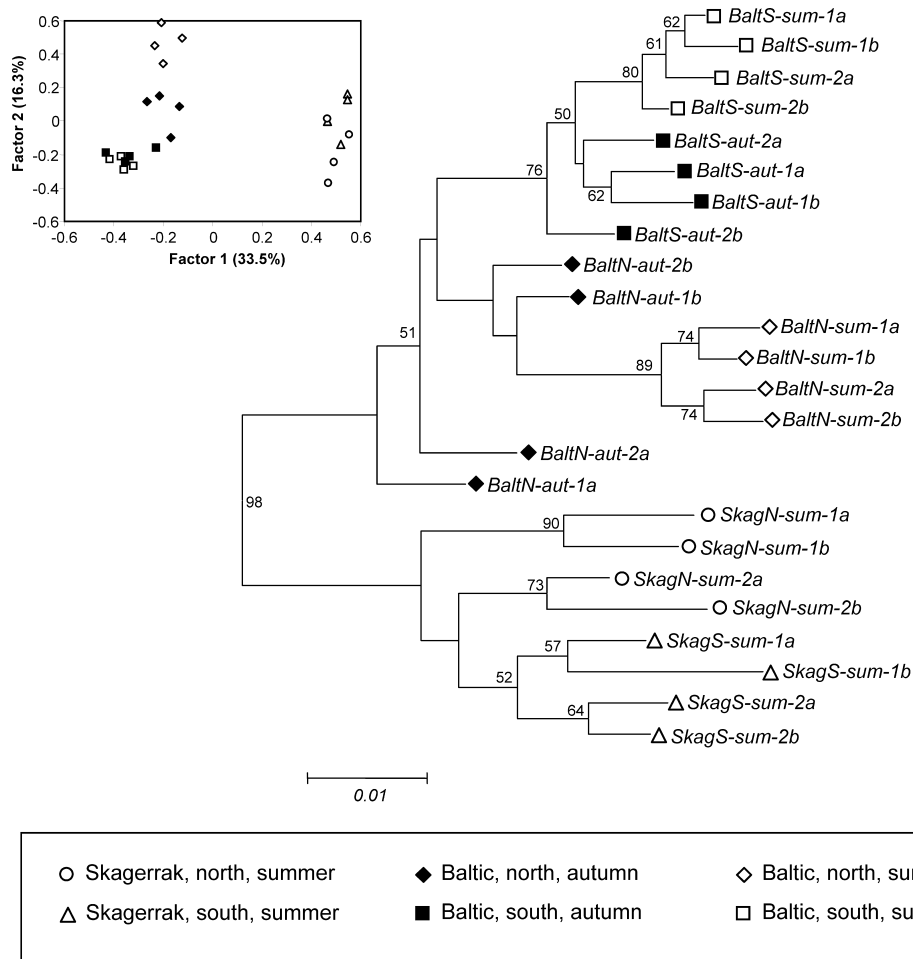 0.6
0.4
0.2
0
-0.2
-0.4
-0.6
Factor 2 (16.3%)
-0.6 -0.4 -0.2 0 0.2 0.4 0.6
Factor 1 (33.5%)
62 BaltS-sum-1a
61 BaltS-sum-1b
80 BaltS-sum-2a
BaltS-sum-2b
50
BaltS-aut-2a
76 BaltS-aut-1a
62 BaltS-aut-1b
BaltS-aut-2b
BaltN-aut-2b
BaltN-aut-1b
51
74 BaltN-sum-1a
BaltN-sum-1b
89
BaltN-sum-2a
74 BaltN-sum-2b
BaltN-aut-2a
BaltN-aut-1a
98
90 SkagN-sum-1a
SkagN-sum-1b
73 SkagN-sum-2a
SkagN-sum-2b
57 SkagS-sum-1a
SkagS-sum-1b
52
64 SkagS-sum-2a
SkagS-sum-2b
0.01
Skagerrak, north, summer Baltic, north, autumn Baltic, north, su
Skagerrak, south, summer Baltic, south, autumn Baltic, south, su